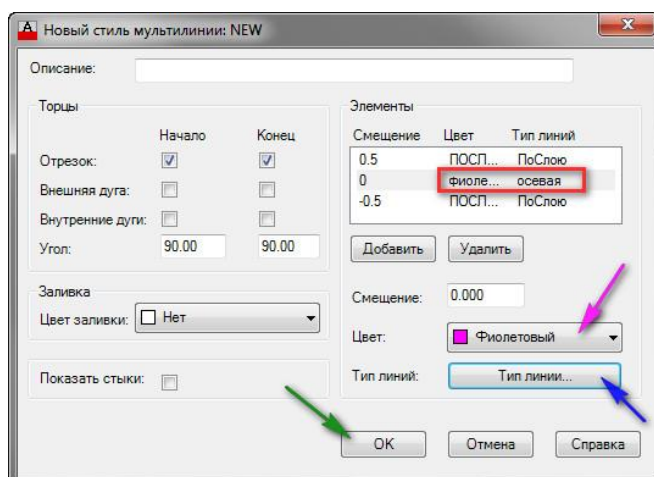 Новый стиль мультилинии: NEW
Описание:
Торцы
Начало Конец
Отрезок:
Внешняя дуга:
Внутренние дуги:
Угол: 90.00 90.00
Заливка
Цвет заливки: Нет
Показать стыки:
Элементы
Смещение Цвет Тип линий
0.5 ПОСЛ... ПоСлою
0 фиоле... осевая
-0.5 ПОСЛ... ПоСлою
Добавить Удалить
Смещение: 0.000
Цвет: Фиолетовый
Тип линий: Тип линии...
OK Отмена Справка